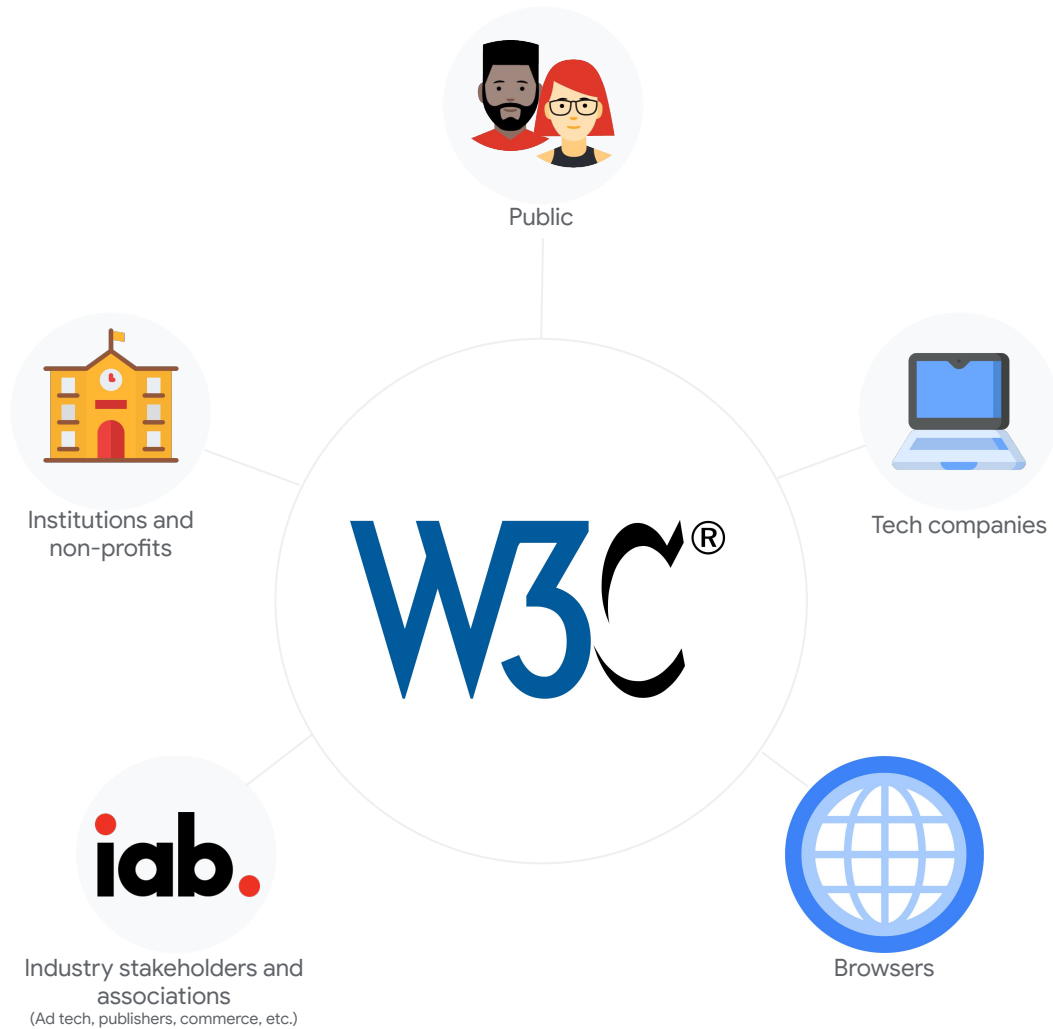 Public
Institutions and
non-profits
Tech companies
W3C®
iab.
Industry stakeholders and
associations
(Ad tech, publishers, commerce, etc.)
Browsers